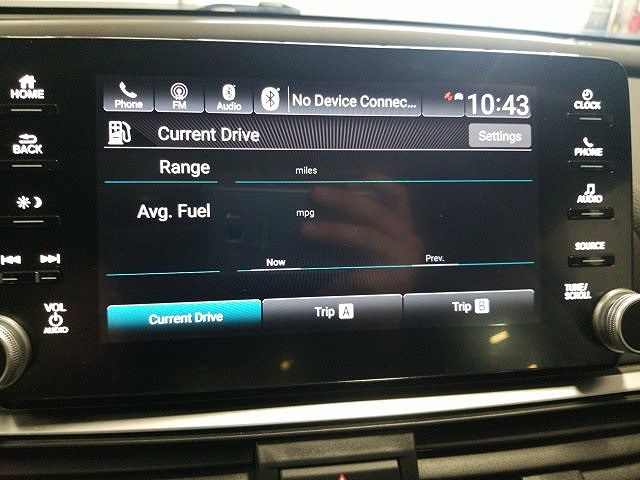 HOME
Phone
FM
Audio
No Device Connec...
10:43
CLOCK
Current Drive
Settings
BACK
PHONE
Range
miles
Avg. Fuel
mpg
AUDIO
Now
Prev.
SOURCE
VOL
AUDIO
Current Drive
Trip A
Trip B
TUNE/
SCROLL